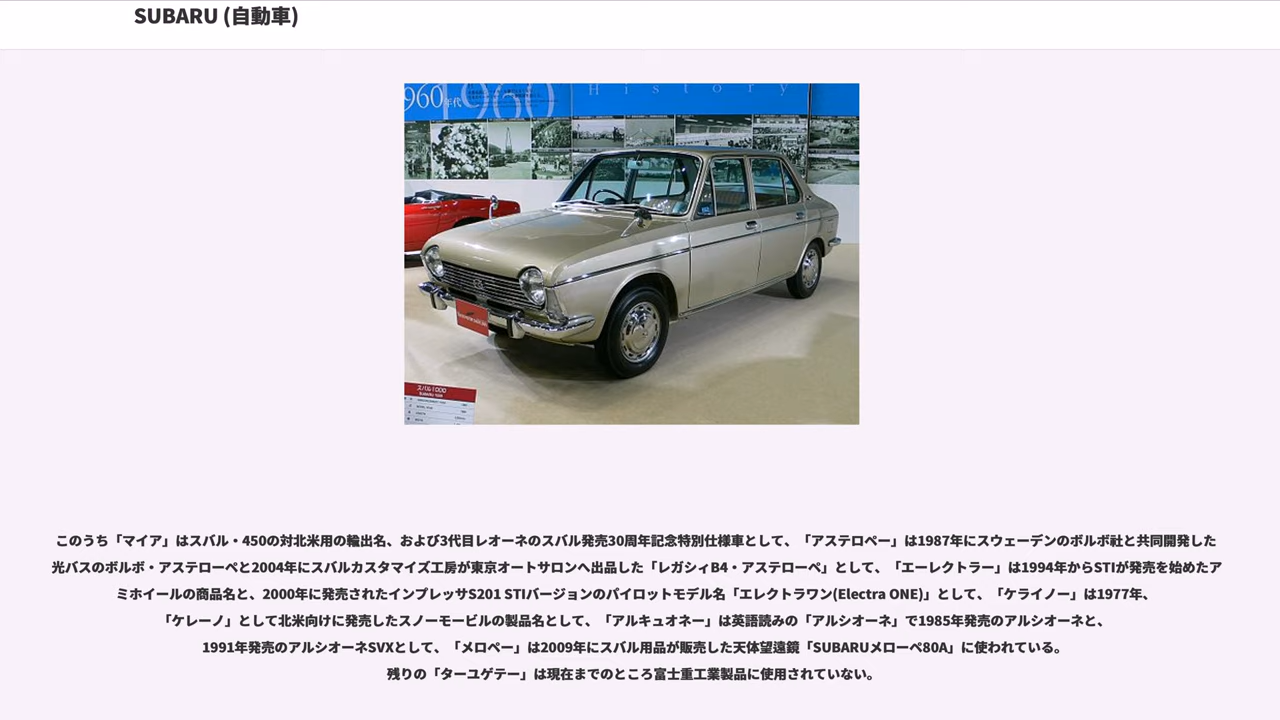 SUBARU (自動車)
960年代
1960
History
スバル1000
SUBARU 1000
このうち「マイア」はスバル・450の対北米用の輸出名、および3代目レオーネのスバル発売30周年記念特別仕様車として、「アステロペー」は1987年にスウェーデンのボルボ社と共同開発した
光バスのボルボ・アステローペと2004年にスバルカスタマイズ工房が東京オートサロンへ出品した「レガシィB4・アステローペ」として、「エーレクトラー」は1994年からSTIが発売を始めたア
ミホイールの商品名と、2000年に発売されたインプレッサS201 STIバージョンのパイロットモデル名「エレクトラワン(Electra ONE)」として、「ケライノー」は1977年、
「ケレーノ」として北米向けに発売したスノーモービルの製品名として、「アルキュオネー」は英語読みの「アルシオーネ」で1985年発売のアルシオーネと、
1991年発売のアルシオーネSVXとして、「メロペー」は2009年にスバル用品が販売した天体望遠鏡「SUBARUメローペ80A」に使われている。
残りの「ターユゲテー」は現在までのところ富士重工業製品に使用されていない。